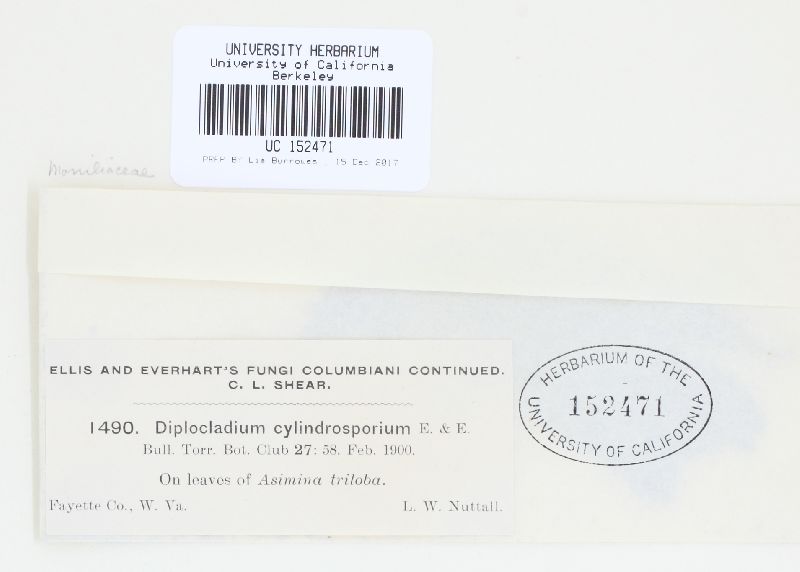 UNIVERSITY HERBARIUM
University of California
Berkeley
UC 152471
PREP BY Lia Burrowes , 15 Dec 2017
Moniliaceae
ELLIS AND EVERHART'S FUNGI COLUMBIANI CONTINUED.
C. L. SHEAR.
1490. Diplocladium cylindrosporium E. & E.
Bull. Torr. Bot. Club 27: 58. Feb. 1900.
On leaves of Asimina triloba.
Fayette Co., W. Va. L. W. Nuttall.
HERBARIUM OF THE
152471
UNIVERSITY OF CALIFORNIA